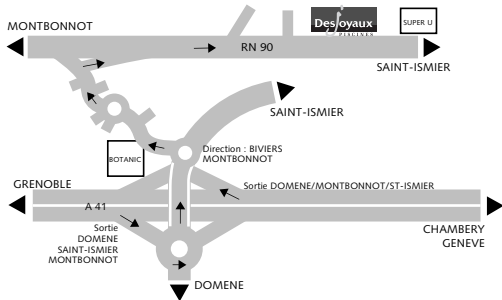 MONTBONNOT
Desjoyaux
PISCINES
SUPER U
RN 90
SAINT-ISMIER
SAINT-ISMIER
Direction : BIVIERS
MONTBONNOT
BOTANIC
GRENOBLE
Sortie DOMENE/MONTBONNOT/ST-ISMIER
A 41
Sortie
DOMENE
SAINT-ISMIER
MONTBONNOT
CHAMBERY
GENEVE
DOMENE